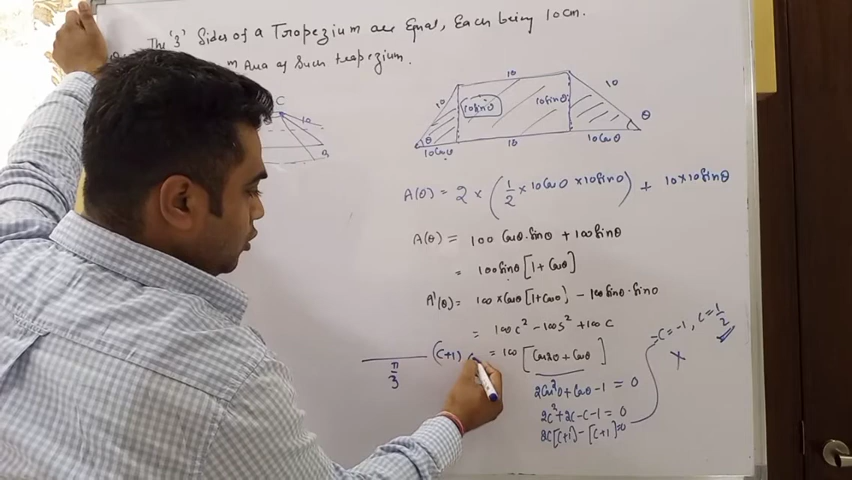 The '3' Sides of a Trapezium are Equal, Each being 10cm.
m Area of Such trapezium.
C
10
B
10
10
10
10sinθ
10sinθ
θ
θ
10Cosθ
10
10Cosθ
A(θ) = 2 × (1/2 × 10Cosθ × 10sinθ) + 10×10sinθ
A(θ) = 100 Cosθ.sinθ + 100sinθ
= 100sinθ [1+Cosθ]
A'(θ) = 100×Cosθ[1+Cosθ] - 100sinθ.sinθ
= 100c² - 100s² + 100c
= 100 [Cos2θ + Cosθ]
(C+1)
π/3
2Cos²θ + Cosθ - 1 = 0
2c² + 2c - c - 1 = 0
2C[C+1] - [C+1] = 0
C = -1, C = 1/2
X